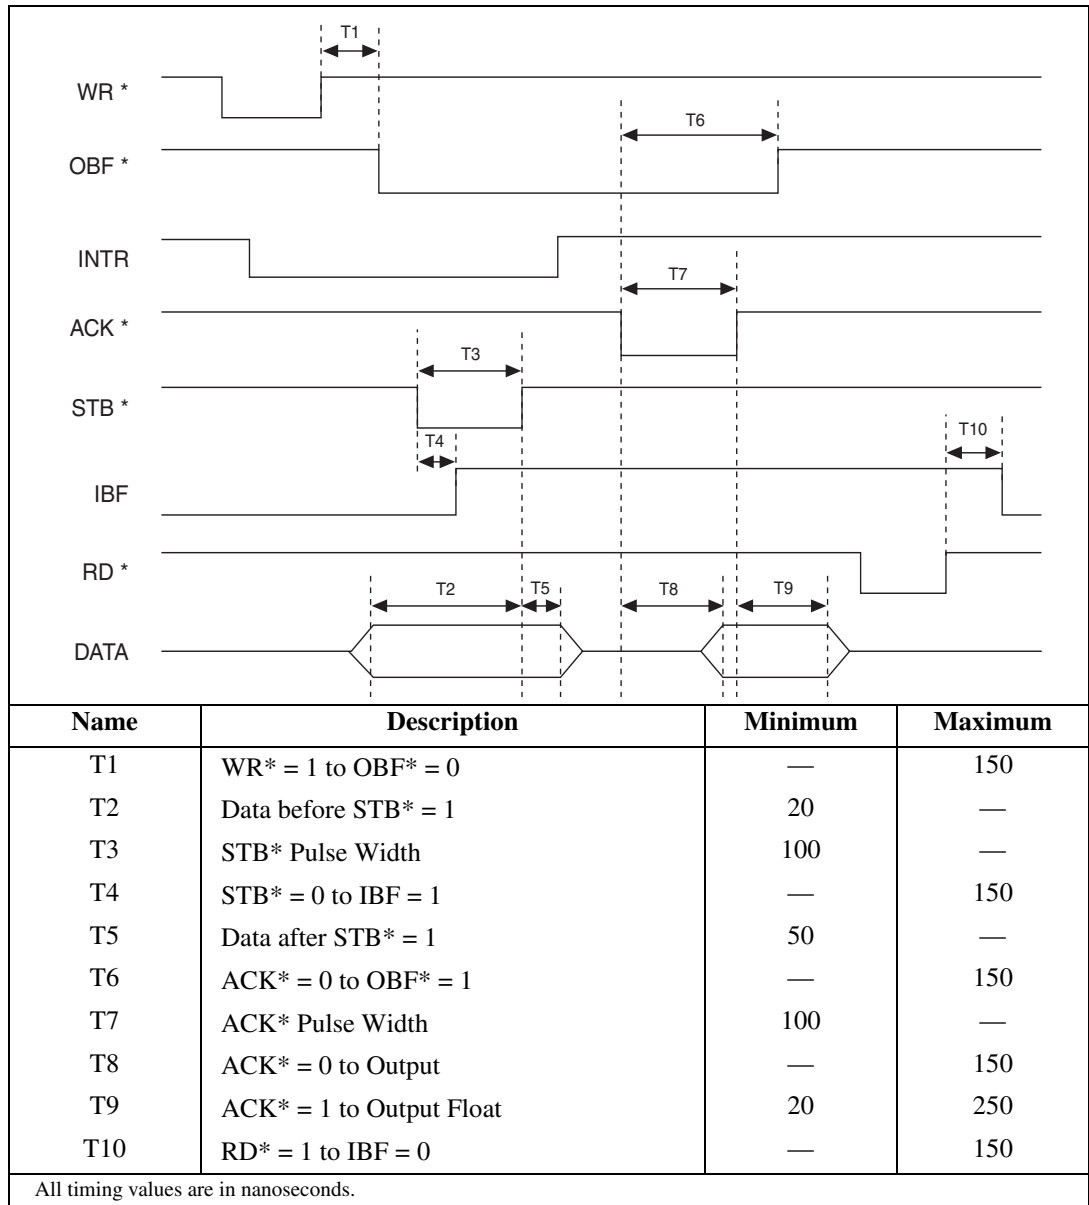 T1
WR *
T6
OBF *
INTR
T7
ACK *
T3
STB *
T4
T10
IBF
RD *
T2
T5
T8
T9
DATA
Name Description Minimum Maximum
T1 WR* = 1 to OBF* = 0 — 150
T2 Data before STB* = 1 20 —
T3 STB* Pulse Width 100 —
T4 STB* = 0 to IBF = 1 — 150
T5 Data after STB* = 1 50 —
T6 ACK* = 0 to OBF* = 1 — 150
T7 ACK* Pulse Width 100 —
T8 ACK* = 0 to Output — 150
T9 ACK* = 1 to Output Float 20 250
T10 RD* = 1 to IBF = 0 — 150
All timing values are in nanoseconds.